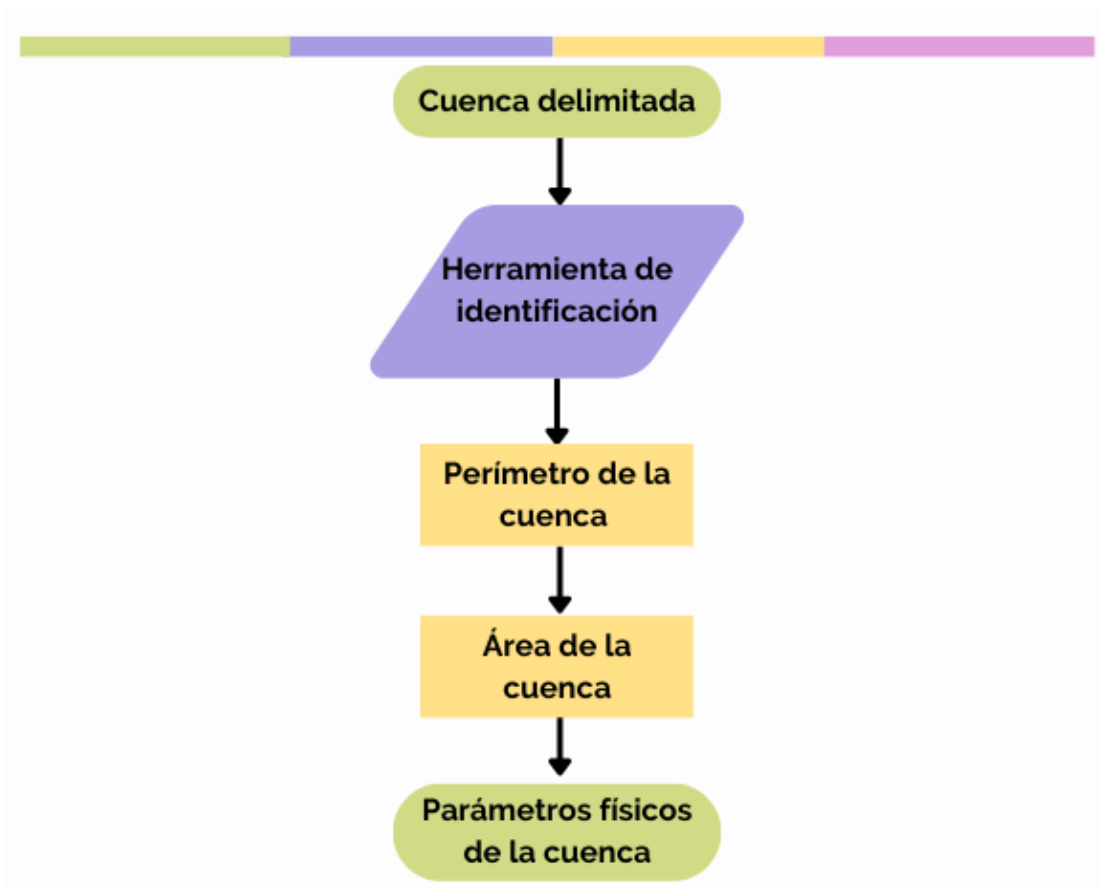 Cuenca delimitada
Herramienta de
identificación
Perímetro de la
cuenca
Área de la
cuenca
Parámetros físicos
de la cuenca